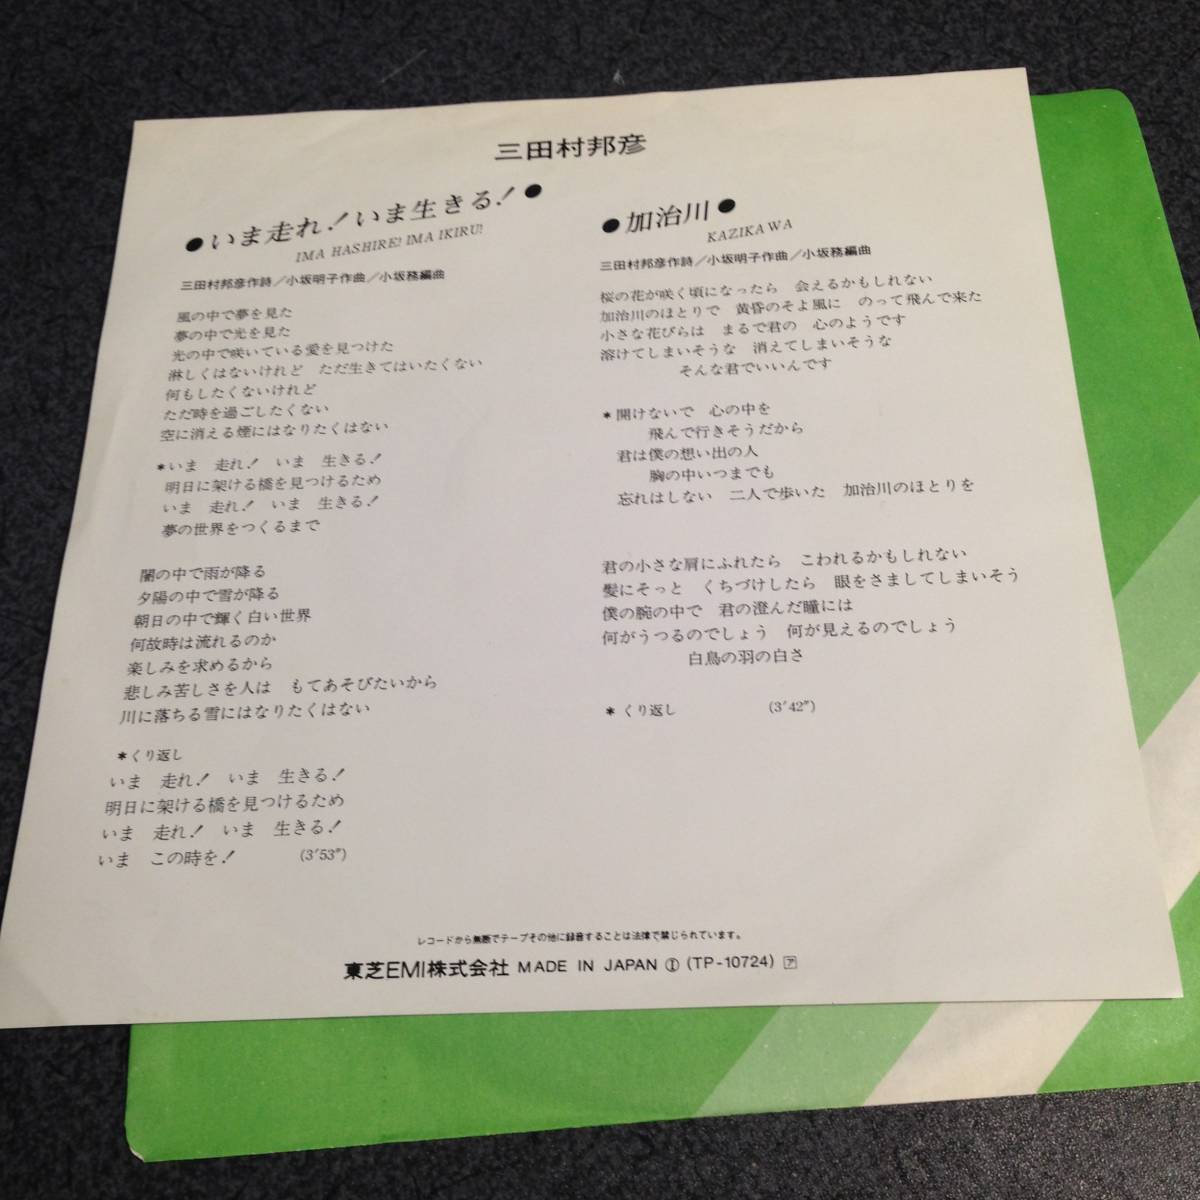 三田村邦彦
●いま走れ!いま生きる!●
IMA HASHIRE! IMA IKIRU!
三田村邦彦作詩/小坂明子作曲/小坂務編曲
風の中で夢を見た
夢の中で光を見た
光の中で咲いている愛を見つけた
淋しくはないけれど　ただ生きてはいたくない
何もしたくないけれど
ただ時を過ごしたくない
空に消える煙にはなりたくはない
*いま　走れ!　いま　生きる!
明日に架ける橋を見つけるため
いま　走れ!　いま　生きる!
夢の世界をつくるまで
闇の中で雨が降る
夕陽の中で雪が降る
朝日の中で輝く白い世界
何故時は流れるのか
楽しみを求めるから
悲しみ苦しさを人は　もてあそびたいから
川に落ちる雪にはなりたくはない
*くり返し
いま　走れ!　いま　生きる!
明日に架ける橋を見つけるため
いま　走れ!　いま　生きる!
いま　この時を!　(3′53″)
●加治川●
KAZIKAWA
三田村邦彦作詩/小坂明子作曲/小坂務編曲
桜の花が咲く頃になったら　会えるかもしれない
加治川のほとりで　黄昏のそよ風に　のって飛んで来た
小さな花びらは　まるで君の　心のようです
溶けてしまいそうな　消えてしまいそうな
そんな君でいいんです
*開けないで　心の中を
飛んで行きそうだから
君は僕の想い出の人
胸の中いつまでも
忘れはしない　二人で歩いた　加治川のほとりを
君の小さな肩にふれたら　こわれるかもしれない
髪にそっと　くちづけしたら　眼をさましてしまいそう
僕の腕の中で　君の澄んだ瞳には
何がうつるのでしょう　何が見えるのでしょう
白鳥の羽の白さ
*くり返し　(3′42″)
レコードから無断でテープその他に録音することは法律で禁じられています。
東芝EMI株式会社 MADE IN JAPAN Ⓘ (TP-10724) ア